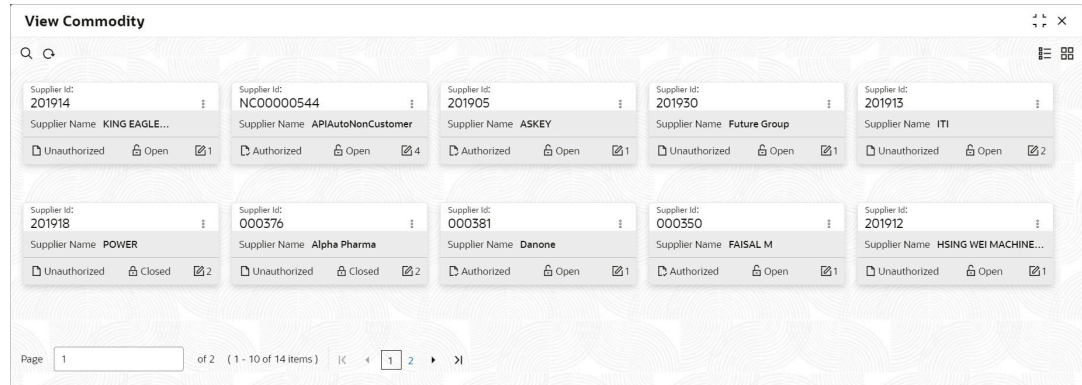 View Commodity
Supplier Id:
201914
Supplier Name KING EAGLE...
Unauthorized Open 1
Supplier Id:
NC00000544
Supplier Name APIAutoNonCustomer
Authorized Open 4
Supplier Id:
201905
Supplier Name ASKEY
Authorized Open 1
Supplier Id:
201930
Supplier Name Future Group
Unauthorized Open 1
Supplier Id:
201913
Supplier Name ITI
Unauthorized Open 2
Supplier Id:
201918
Supplier Name POWER
Unauthorized Closed 2
Supplier Id:
000376
Supplier Name Alpha Pharma
Unauthorized Closed 2
Supplier Id:
000381
Supplier Name Danone
Authorized Open 1
Supplier Id:
000350
Supplier Name FAISAL M
Authorized Open 1
Supplier Id:
201912
Supplier Name HSING WEI MACHINE...
Unauthorized Open 1
Page 1 of 2 ( 1 - 10 of 14 items ) 1 2